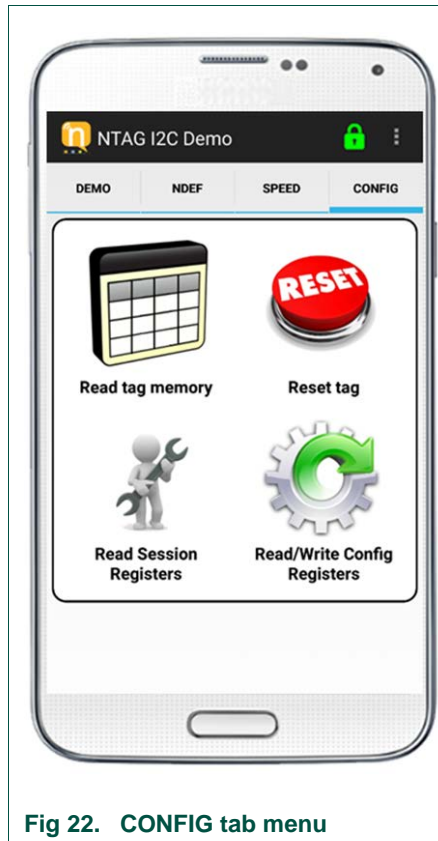 NTAG I2C Demo
DEMO NDEF SPEED CONFIG
RESET
Read tag memory Reset tag
Read Session Read/Write Config
Registers Registers
Fig 22. CONFIG tab menu